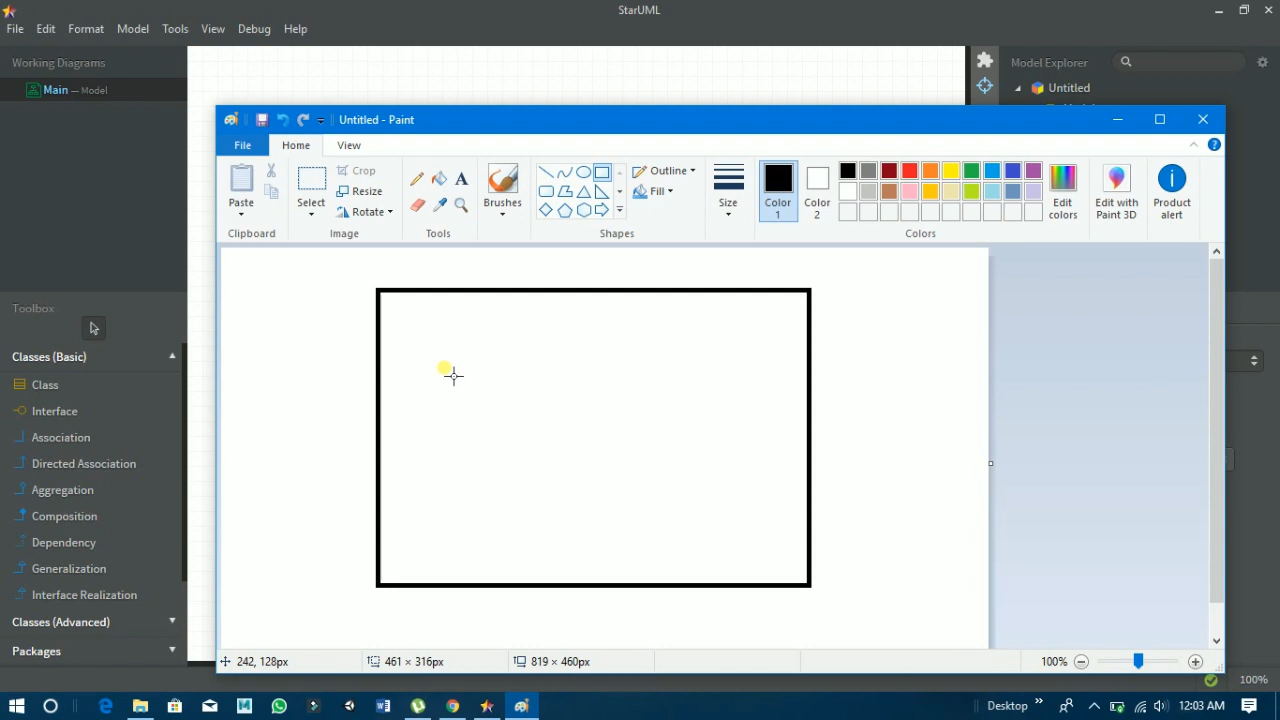 StarUML
File Edit Format Model Tools View Debug Help
Working Diagrams
Main — Model
Model Explorer
Untitled
Untitled - Paint
File Home View
Paste
Clipboard
Select
Crop
Resize
Rotate
Image
Tools
Brushes
Shapes
Outline
Fill
Size
Color 1
Color 2
Edit colors
Colors
Edit with Paint 3D
Product alert
Toolbox
Classes (Basic)
Class
Interface
Association
Directed Association
Aggregation
Composition
Dependency
Generalization
Interface Realization
Classes (Advanced)
Packages
242, 128px
461 × 316px
819 × 460px
100%
100%
Desktop
12:03 AM